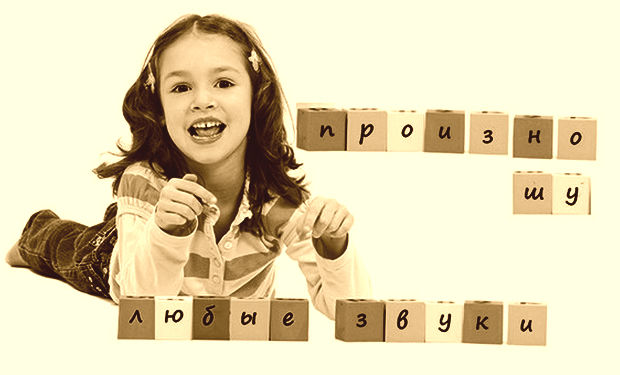 произно
шу
любые звуки